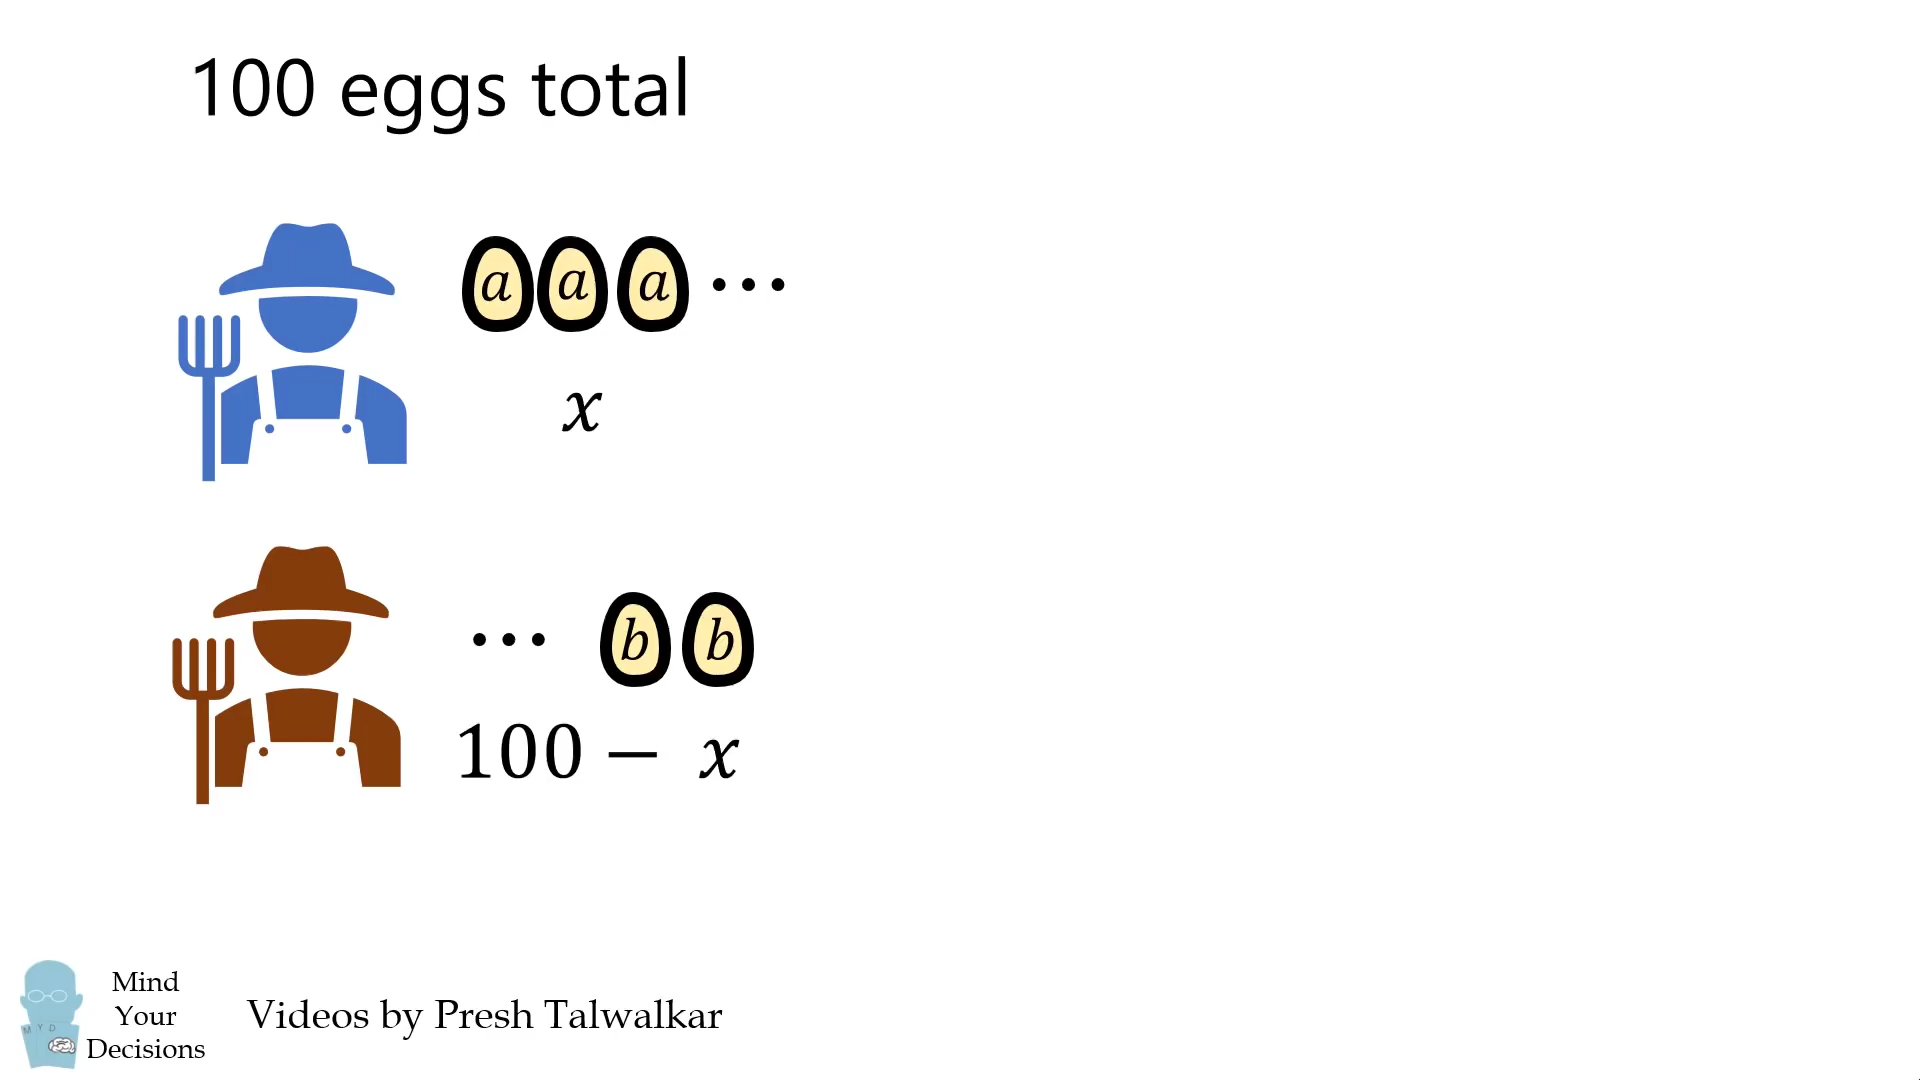 100 eggs total
a a a ...
x
... b b
100 − x
M Y D
Mind
Your
Decisions
Videos by Presh Talwalkar